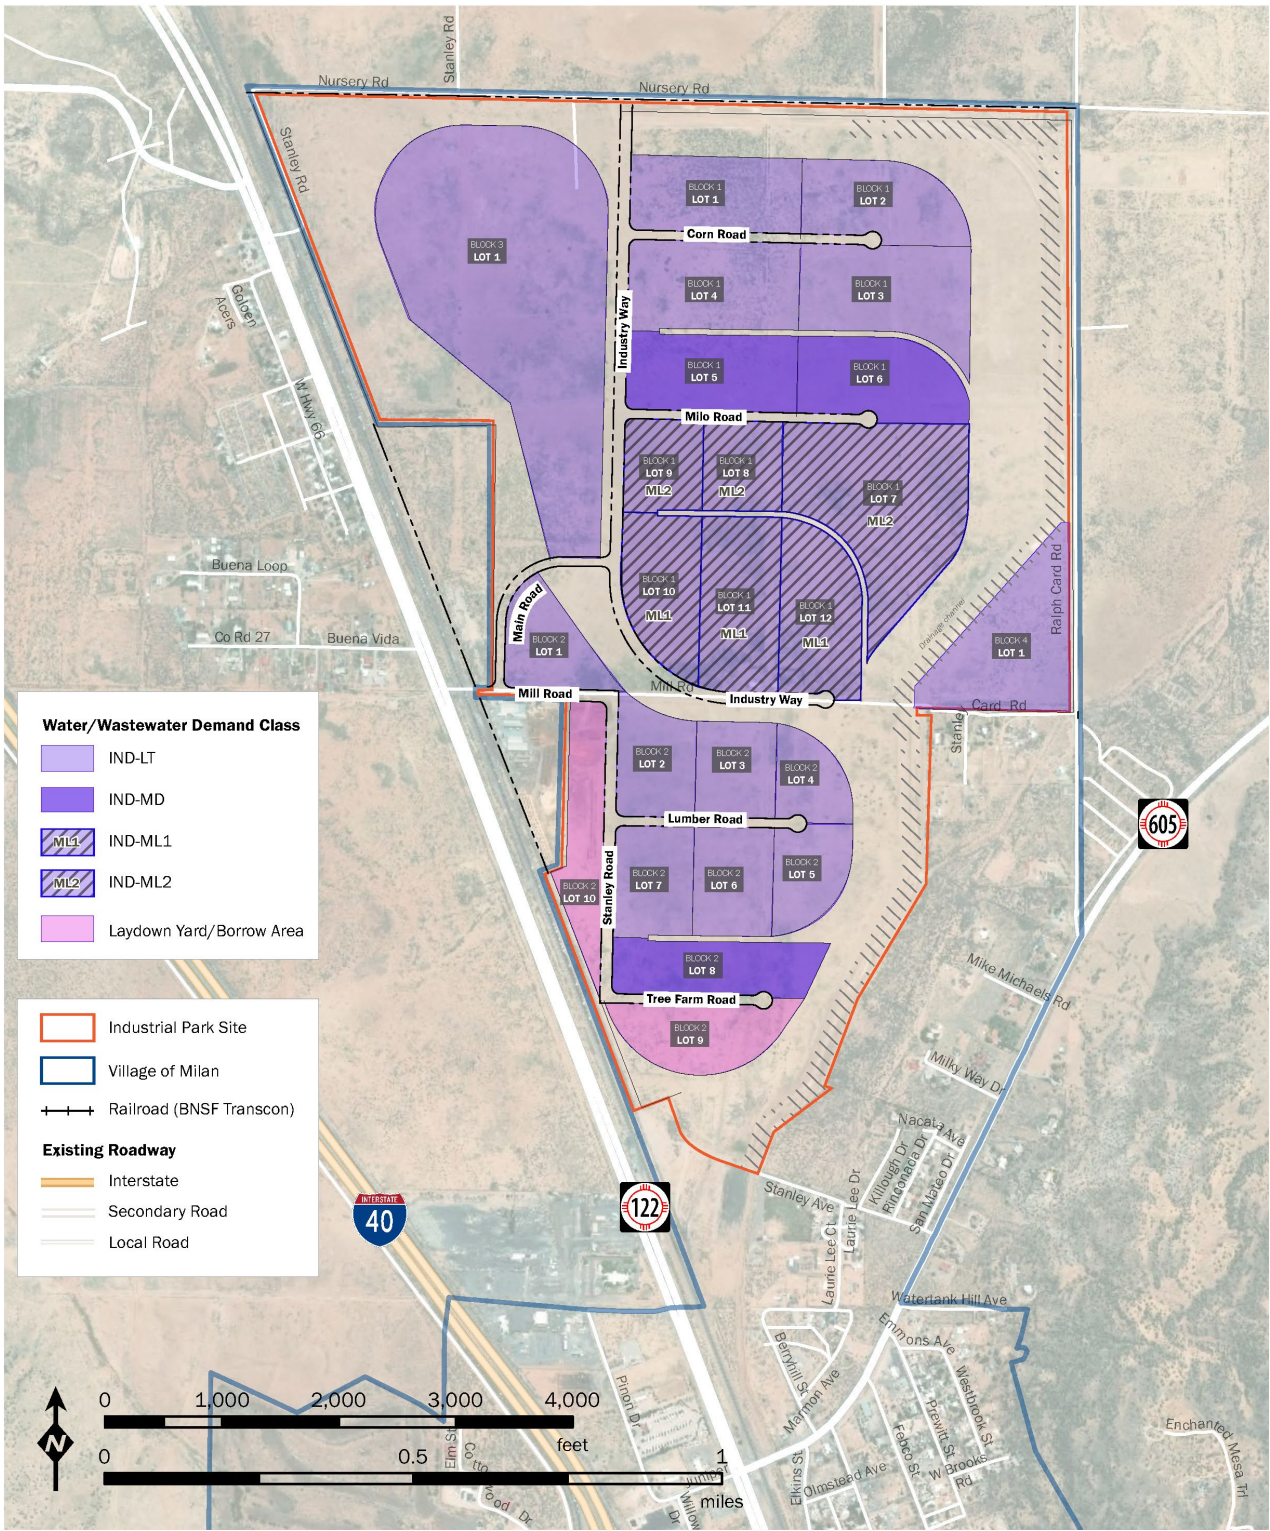 Nursery Rd
Nursery Rd
Stanley Rd
Stanley Rd
BLOCK 3
LOT 1
BLOCK 1
LOT 1
BLOCK 1
LOT 2
Corn Road
BLOCK 1
LOT 4
BLOCK 1
LOT 3
Industry Way
BLOCK 1
LOT 5
BLOCK 1
LOT 6
Milo Road
BLOCK 1
LOT 9
ML2
BLOCK 1
LOT 8
ML2
BLOCK 1
LOT 7
ML2
BLOCK 1
LOT 10
ML1
BLOCK 1
LOT 11
ML1
BLOCK 1
LOT 12
ML1
Golden
Acers
W Hwy 66
Buena Loop
Co Rd 27
Buena Vida
Main Road
BLOCK 2
LOT 1
Drainage channel
Ralph Card Rd
BLOCK 4
LOT 1
Mill Road
Mill Rd
Industry Way
Card Rd
Stanley
BLOCK 2
LOT 2
BLOCK 2
LOT 3
BLOCK 2
LOT 4
Lumber Road
605
BLOCK 2
LOT 10
Stanley Road
BLOCK 2
LOT 7
BLOCK 2
LOT 6
BLOCK 2
LOT 5
BLOCK 2
LOT 8
Tree Farm Road
BLOCK 2
LOT 9
Mike Michaels Rd
Milky Way Dr
Nacata Ave
Killough Dr
Rinconada Dr
San Mateo Dr
Stanley Ave
Laurie Lee Dr
Laurie Lee Ct
122
INTERSTATE
40
Watertank Hill Ave
Emmons Ave
Westbrook St
Prewitt St
Febco St
W Brooks
Rd
Berryhill St
Marmon Ave
Elkins St
Olmstead Ave
Pinon Dr
Juniper
Willow
Dr
Elm St
Cottonwood Dr
Enchanted Mesa Trl
Water/Wastewater Demand Class
IND-LT
IND-MD
ML1 IND-ML1
ML2 IND-ML2
Laydown Yard/Borrow Area
Industrial Park Site
Village of Milan
Railroad (BNSF Transcon)
Existing Roadway
Interstate
Secondary Road
Local Road
N
0 1,000 2,000 3,000 4,000
feet
0 0.5 1
miles